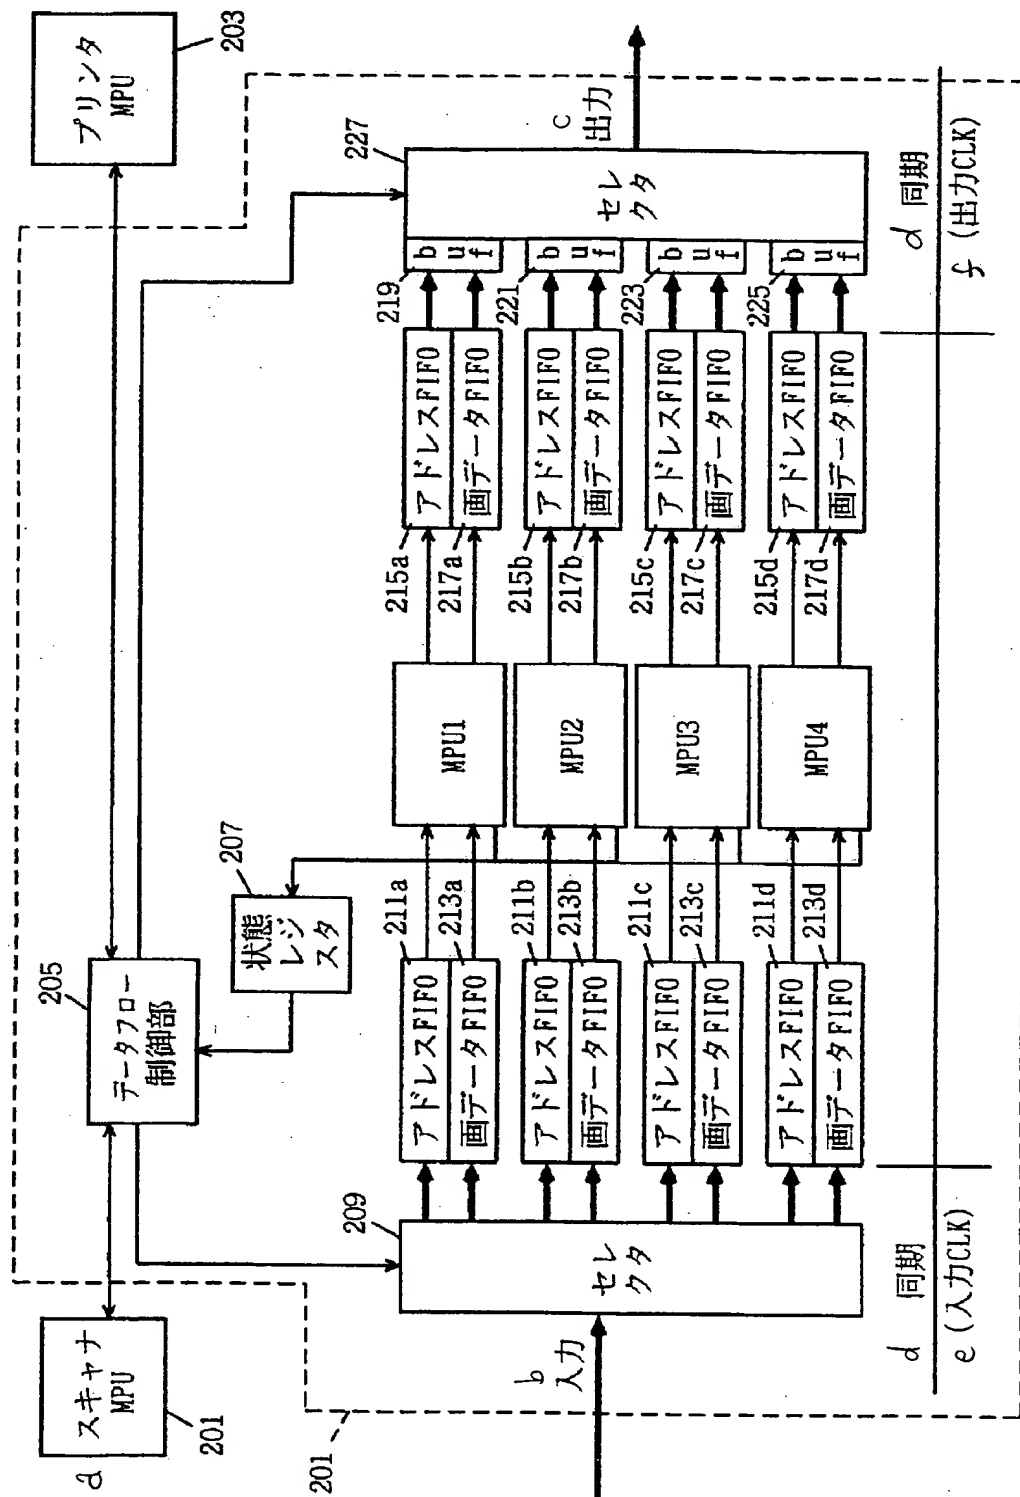 a
スキャナ
MPU
201
プリンタ
MPU
203
205
データフロー
制御部
207
状態
レジ
スタ
201
b
入力
209
セレ
クタ
アドレスFIFO
画データFIFO
211a
213a
アドレスFIFO
画データFIFO
211b
213b
アドレスFIFO
画データFIFO
211c
213c
アドレスFIFO
画データFIFO
211d
213d
MPU1
MPU2
MPU3
MPU4
215a
217a
アドレスFIFO
画データFIFO
215b
217b
アドレスFIFO
画データFIFO
215c
217c
アドレスFIFO
画データFIFO
215d
217d
アドレスFIFO
画データFIFO
219
buf
221
buf
223
buf
225
buf
227
セレ
クタ
c
出力
d 同期
e (入力CLK)
d 同期
f (出力CLK)